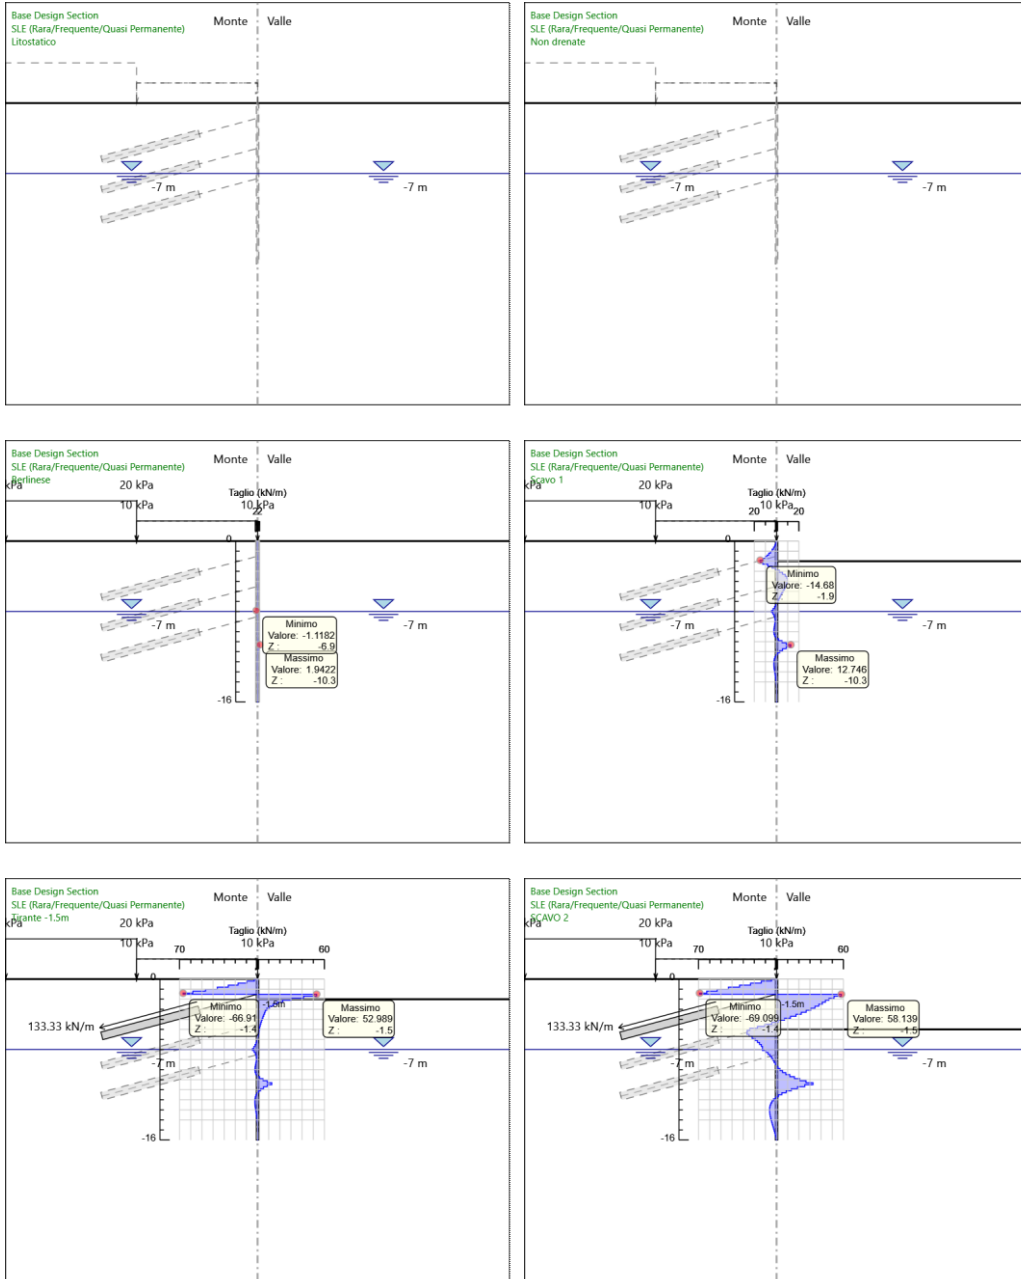 Base Design Section
SLE (Rara/Frequente/Quasi Permanente)
Litostatico
Monte
Valle
-7 m
-7 m
Base Design Section
SLE (Rara/Frequente/Quasi Permanente)
Non drenate
Monte
Valle
-7 m
-7 m
Base Design Section
SLE (Rara/Frequente/Quasi Permanente)
Berlinese
Monte
Valle
kPa
20 kPa
10 kPa
Taglio (kN/m)
10 kPa
22
0
-7 m
-7 m
Minimo
Valore: -1.1182
Z : -6.9
Massimo
Valore: 1.9422
Z : -10.3
-16
Base Design Section
SLE (Rara/Frequente/Quasi Permanente)
Scavo 1
Monte
Valle
kPa
20 kPa
10 kPa
Taglio (kN/m)
10 kPa
20
20
0
Minimo
Valore: -14.68
Z -1.9
-7 m
-7 m
Massimo
Valore: 12.746
Z : -10.3
-16
Base Design Section
SLE (Rara/Frequente/Quasi Permanente)
Tirante -1.5m
Monte
Valle
kPa
20 kPa
10 kPa
Taglio (kN/m)
10 kPa
70
60
0
133.33 kN/m
Minimo
Valore: -66.91
Z : -1.4
-1.5m
Massimo
Valore: 52.989
Z : -1.5
-7 m
-7 m
-16
Base Design Section
SLE (Rara/Frequente/Quasi Permanente)
SCAVO 2
Monte
Valle
kPa
20 kPa
10 kPa
Taglio (kN/m)
10 kPa
70
60
0
133.33 kN/m
Minimo
Valore: -69.099
Z : -1.4
-1.5m
Massimo
Valore: 58.139
Z : -1.5
-7 m
-7 m
-16